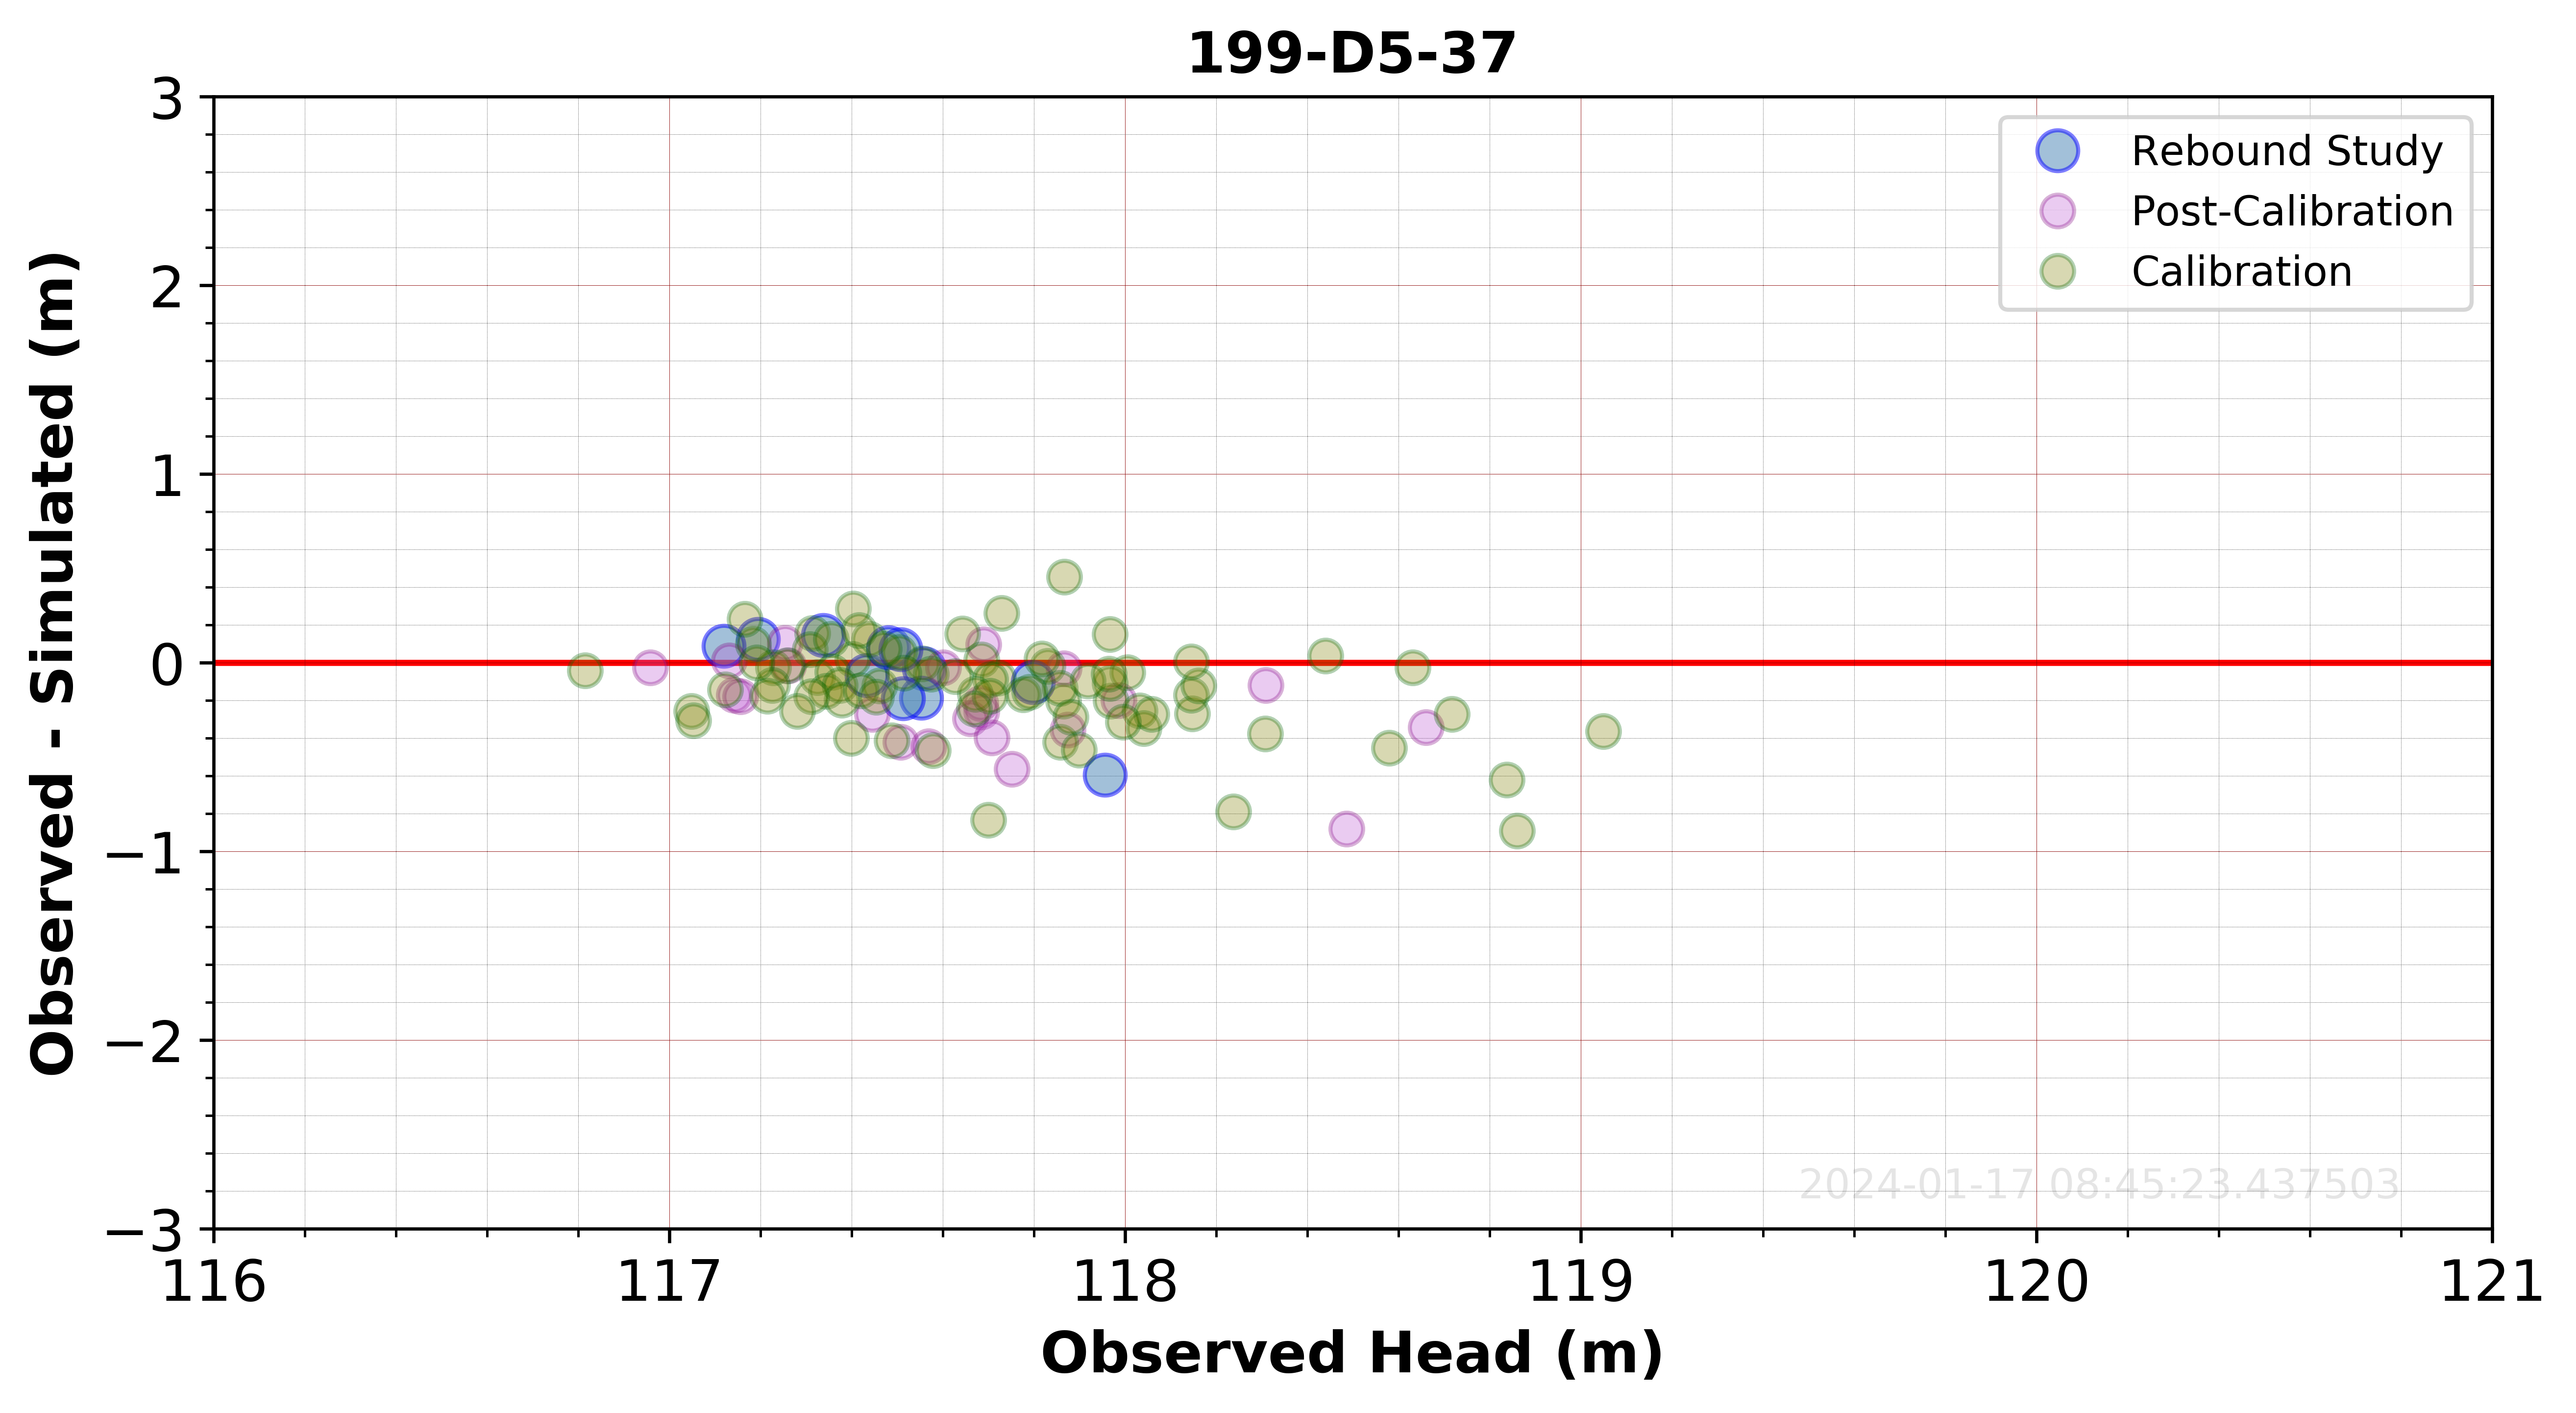 199-D5-37
Observed - Simulated (m)
3
2
1
0
−1
−2
−3
Rebound Study
Post-Calibration
Calibration
2024-01-17 08:45:23.437503
116 117 118 119 120 121
Observed Head (m)